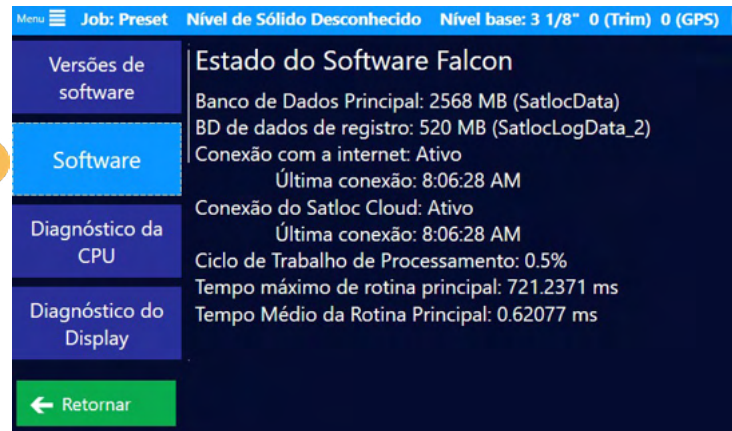 Menu Job: Preset Nível de Sólido Desconhecido Nível base: 3 1/8" 0 (Trim) 0 (GPS)
Versões de software
Software
Diagnóstico da CPU
Diagnóstico do Display
Retornar
Estado do Software Falcon
Banco de Dados Principal: 2568 MB (SatlocData)
BD de dados de registro: 520 MB (SatlocLogData_2)
Conexão com a internet: Ativo
Última conexão: 8:06:28 AM
Conexão do Satloc Cloud: Ativo
Última conexão: 8:06:28 AM
Ciclo de Trabalho de Processamento: 0.5%
Tempo máximo de rotina principal: 721.2371 ms
Tempo Médio da Rotina Principal: 0.62077 ms